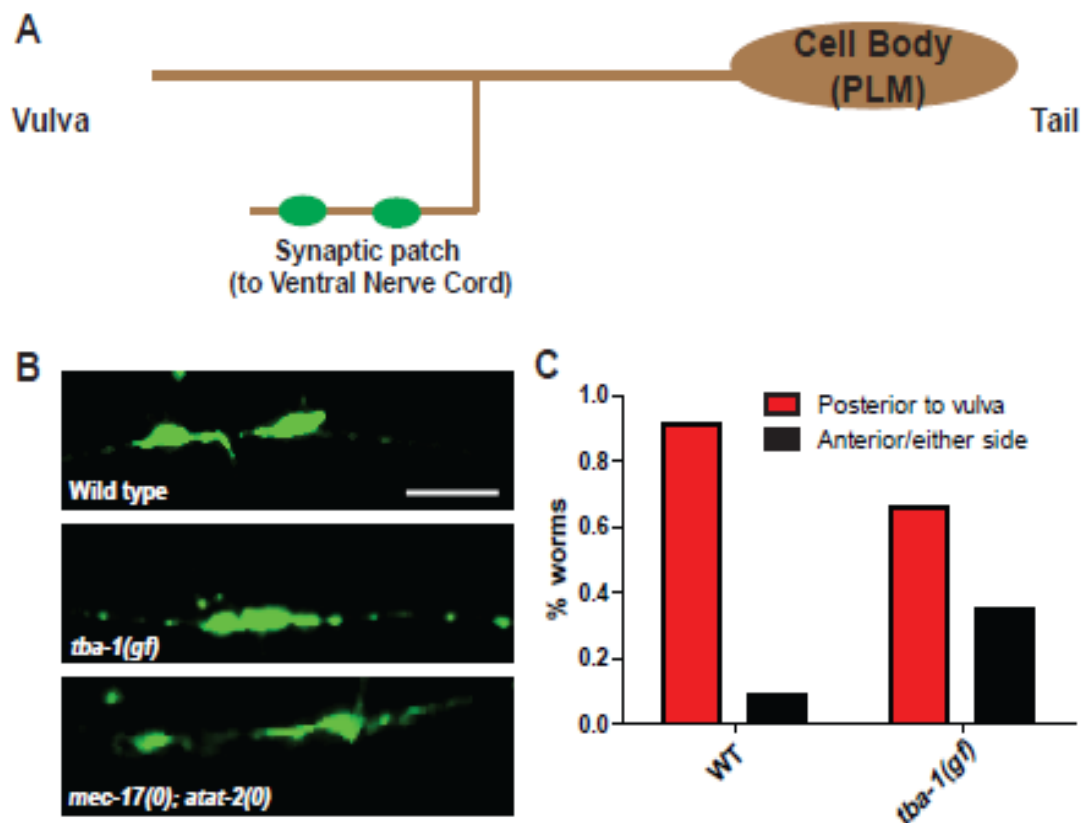 A
Cell Body
(PLM)
Vulva
Tail
Synaptic patch
(to Ventral Nerve Cord)
B
Wild type
tba-1(gf)
mec-17(0); atat-2(0)
C
Posterior to vulva
Anterior/either side
% worms
1.0
0.8
0.6
0.4
0.2
0.0
WT
tba-1(gf)